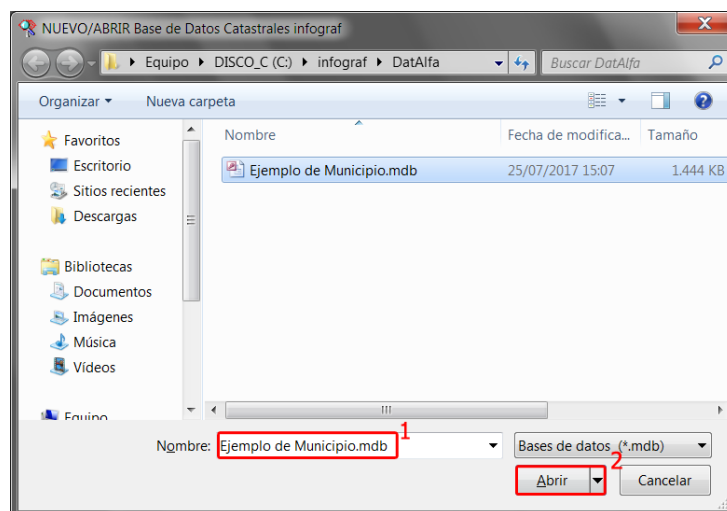 NUEVO/ABRIR Base de Datos Catastrales infograf
Equipo DISCO_C (C:) infograf DatAlfa Buscar DatAlfa
Organizar Nueva carpeta
Nombre Fecha de modifica... Tamaño
Favoritos
Escritorio
Sitios recientes
Descargas
Bibliotecas
Documentos
Imágenes
Música
Vídeos
Equipo
Ejemplo de Municipio.mdb 25/07/2017 15:07 1.444 KB
Nombre: Ejemplo de Municipio.mdb 1 Bases de datos (*.mdb)
2
Abrir Cancelar